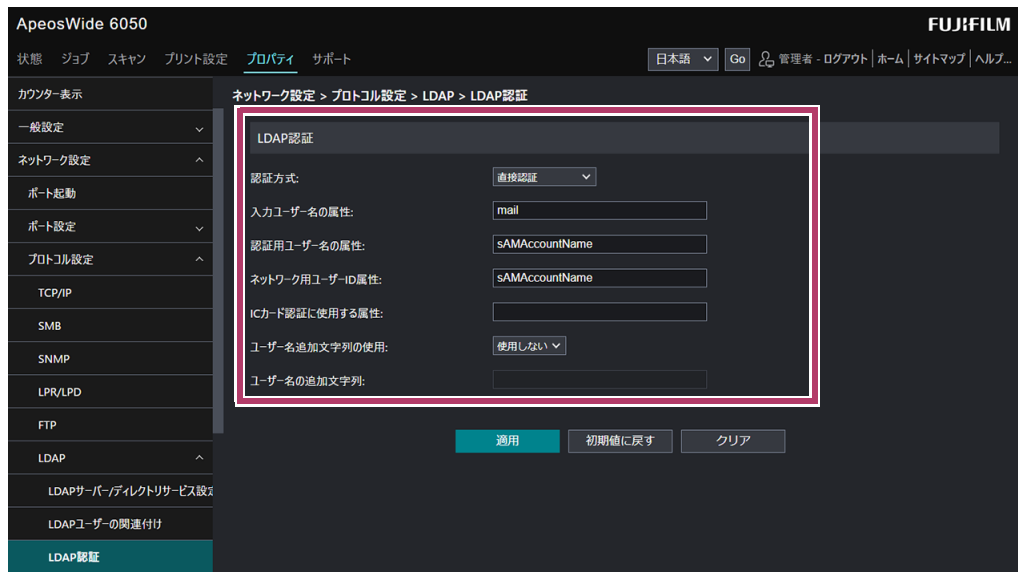 ApeosWide 6050
FUJIFILM
状態 ジョブ スキャン プリント設定 プロパティ サポート
日本語 Go 管理者 - ログアウト ホーム サイトマップ ヘルプ...
カウンター表示
一般設定
ネットワーク設定
ポート起動
ポート設定
プロトコル設定
TCP/IP
SMB
SNMP
LPR/LPD
FTP
LDAP
LDAPサーバー/ディレクトリサービス設定
LDAPユーザーの関連付け
LDAP認証
ネットワーク設定 > プロトコル設定 > LDAP > LDAP認証
LDAP認証
認証方式: 直接認証
入力ユーザー名の属性: mail
認証用ユーザー名の属性: sAMAccountName
ネットワーク用ユーザーID属性: sAMAccountName
ICカード認証に使用する属性:
ユーザー名追加文字列の使用: 使用しない
ユーザー名の追加文字列:
適用 初期値に戻す クリア